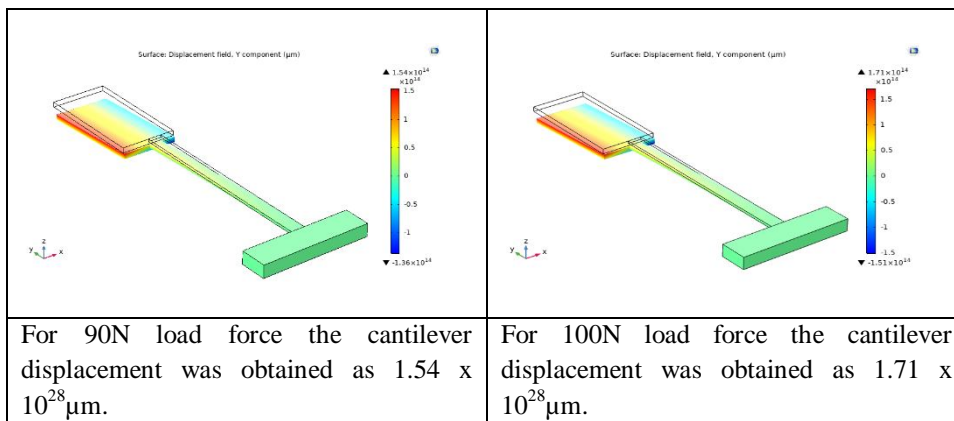 Surface: Displacement field, Y component (µm)
▲ 1.54×10¹⁴
×10¹⁴
1.5
1
0.5
0
-0.5
-1
▼ -1.36×10¹⁴
y z x
Surface: Displacement field, Y component (µm)
▲ 1.71×10¹⁴
×10¹⁴
1.5
1
0.5
0
-0.5
-1
-1.5
▼ -1.51×10¹⁴
y z x
For 90N load force the cantilever
displacement was obtained as 1.54 x
10²⁸µm.
For 100N load force the cantilever
displacement was obtained as 1.71 x
10²⁸µm.